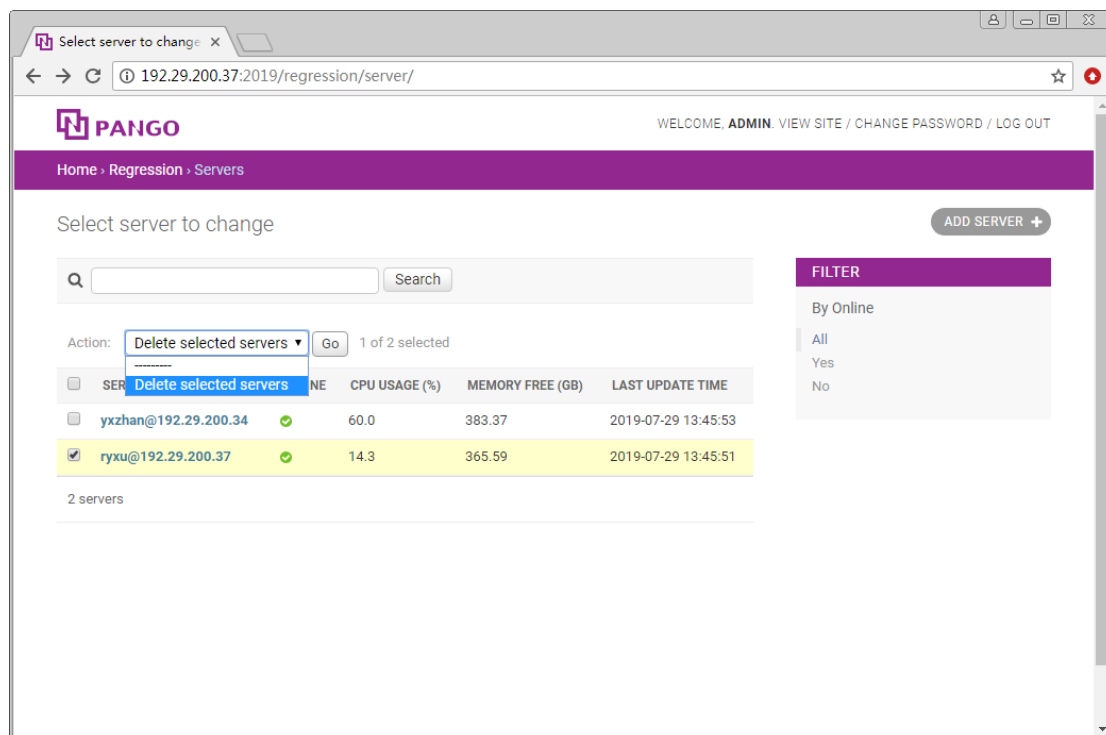 Select server to change
192.29.200.37:2019/regression/server/
PANGO
WELCOME, ADMIN. VIEW SITE / CHANGE PASSWORD / LOG OUT
Home › Regression › Servers
Select server to change
ADD SERVER +
Search
FILTER
By Online
All
Yes
No
Action: Delete selected servers Go 1 of 2 selected
---------
Delete selected servers
SER NE CPU USAGE (%) MEMORY FREE (GB) LAST UPDATE TIME
yxzhan@192.29.200.34 60.0 383.37 2019-07-29 13:45:53
ryxu@192.29.200.37 14.3 365.59 2019-07-29 13:45:51
2 servers